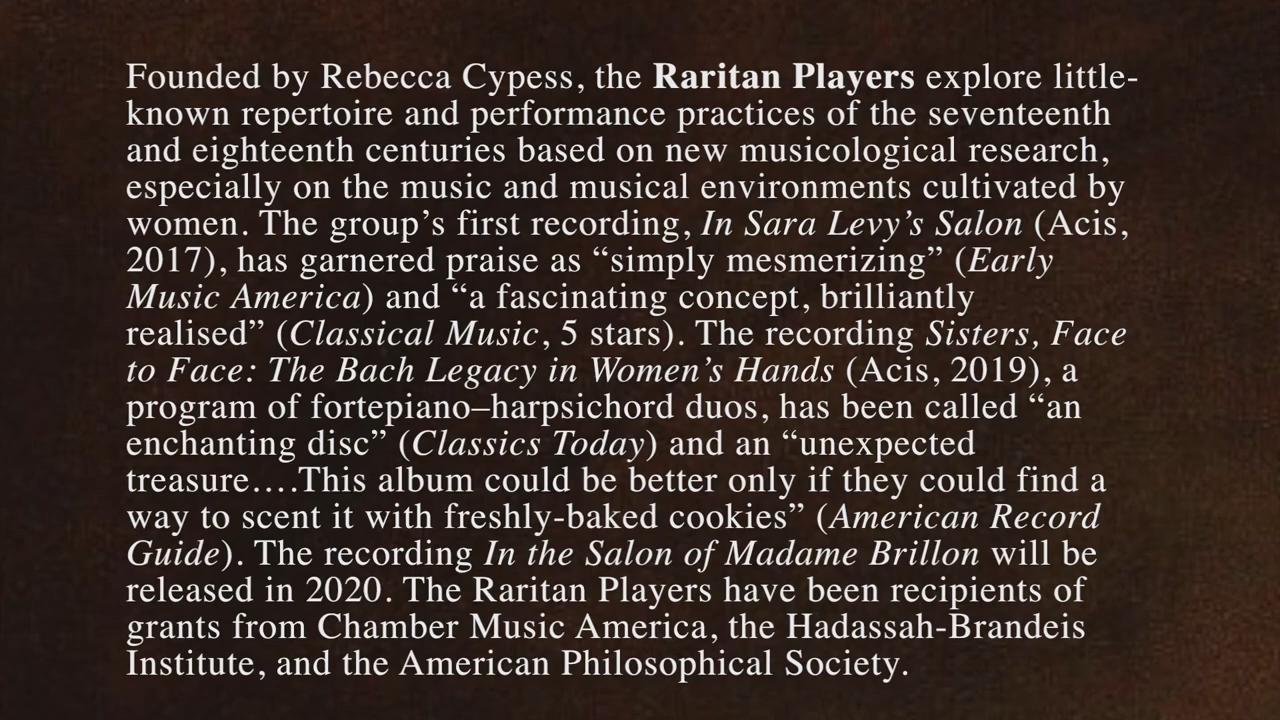 Founded by Rebecca Cypess, the Raritan Players explore little-
known repertoire and performance practices of the seventeenth
and eighteenth centuries based on new musicological research,
especially on the music and musical environments cultivated by
women. The group’s first recording, In Sara Levy’s Salon (Acis,
2017), has garnered praise as “simply mesmerizing” (Early
Music America) and “a fascinating concept, brilliantly
realised” (Classical Music, 5 stars). The recording Sisters, Face
to Face: The Bach Legacy in Women’s Hands (Acis, 2019), a
program of fortepiano–harpsichord duos, has been called “an
enchanting disc” (Classics Today) and an “unexpected
treasure….This album could be better only if they could find a
way to scent it with freshly-baked cookies” (American Record
Guide). The recording In the Salon of Madame Brillon will be
released in 2020. The Raritan Players have been recipients of
grants from Chamber Music America, the Hadassah-Brandeis
Institute, and the American Philosophical Society.